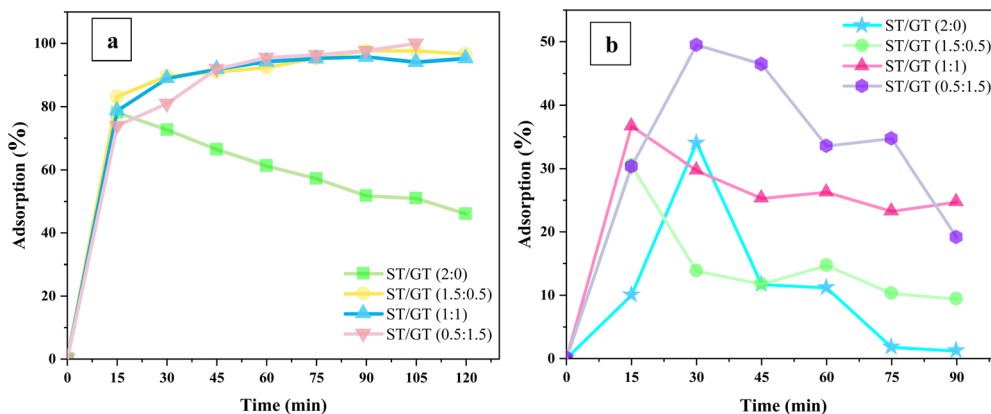 a
Adsorption (%)
100
80
60
40
20
0
0 15 30 45 60 75 90 105 120
Time (min)
ST/GT (2:0)
ST/GT (1.5:0.5)
ST/GT (1:1)
ST/GT (0.5:1.5)
b
Adsorption (%)
50
40
30
20
10
0
0 15 30 45 60 75 90
Time (min)
ST/GT (2:0)
ST/GT (1.5:0.5)
ST/GT (1:1)
ST/GT (0.5:1.5)